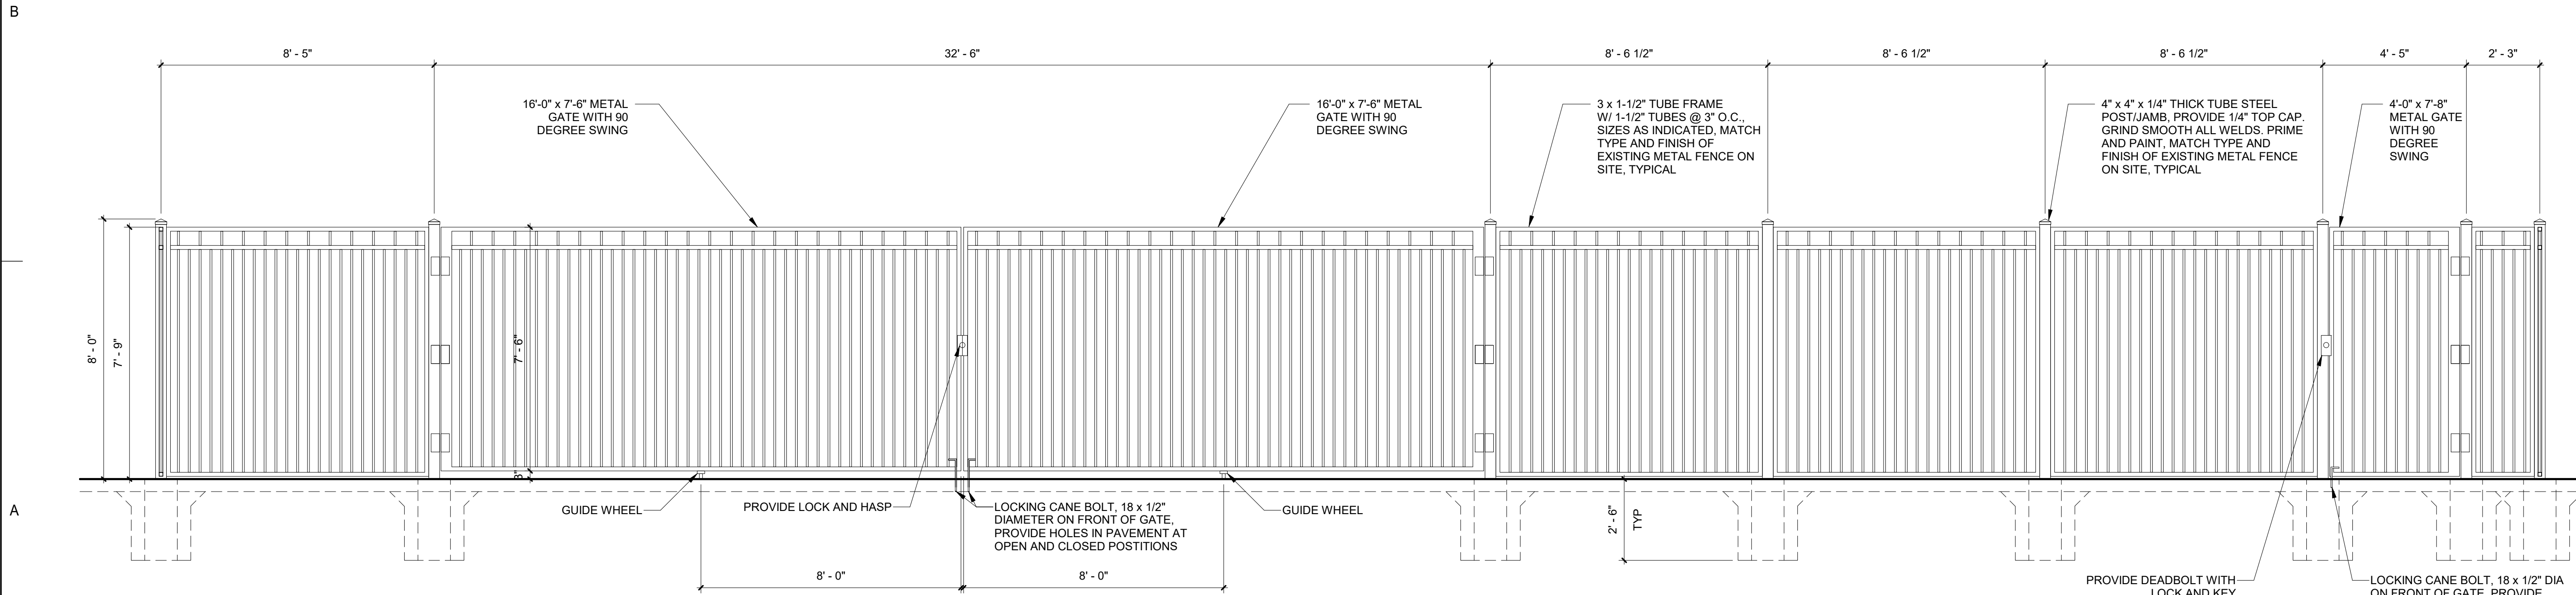 B
8' - 5"
32' - 6"
8' - 6 1/2"
8' - 6 1/2"
8' - 6 1/2"
4' - 5"
2' - 3"
16'-0" x 7'-6" METAL
GATE WITH 90
DEGREE SWING
16'-0" x 7'-6" METAL
GATE WITH 90
DEGREE SWING
3 x 1-1/2" TUBE FRAME
W/ 1-1/2" TUBES @ 3" O.C.,
SIZES AS INDICATED, MATCH
TYPE AND FINISH OF
EXISTING METAL FENCE ON
SITE, TYPICAL
4" x 4" x 1/4" THICK TUBE STEEL
POST/JAMB, PROVIDE 1/4" TOP CAP.
GRIND SMOOTH ALL WELDS. PRIME
AND PAINT, MATCH TYPE AND
FINISH OF EXISTING METAL FENCE
ON SITE, TYPICAL
4'-0" x 7'-8"
METAL GATE
WITH 90
DEGREE
SWING
8' - 0"
7' - 9"
7' - 6"
3"
A
GUIDE WHEEL
PROVIDE LOCK AND HASP
LOCKING CANE BOLT, 18 x 1/2"
DIAMETER ON FRONT OF GATE,
PROVIDE HOLES IN PAVEMENT AT
OPEN AND CLOSED POSTITIONS
GUIDE WHEEL
2' - 6"
TYP
8' - 0"
8' - 0"
PROVIDE DEADBOLT WITH
LOCK AND KEY
LOCKING CANE BOLT, 18 x 1/2" DIA
ON FRONT OF GATE, PROVIDE